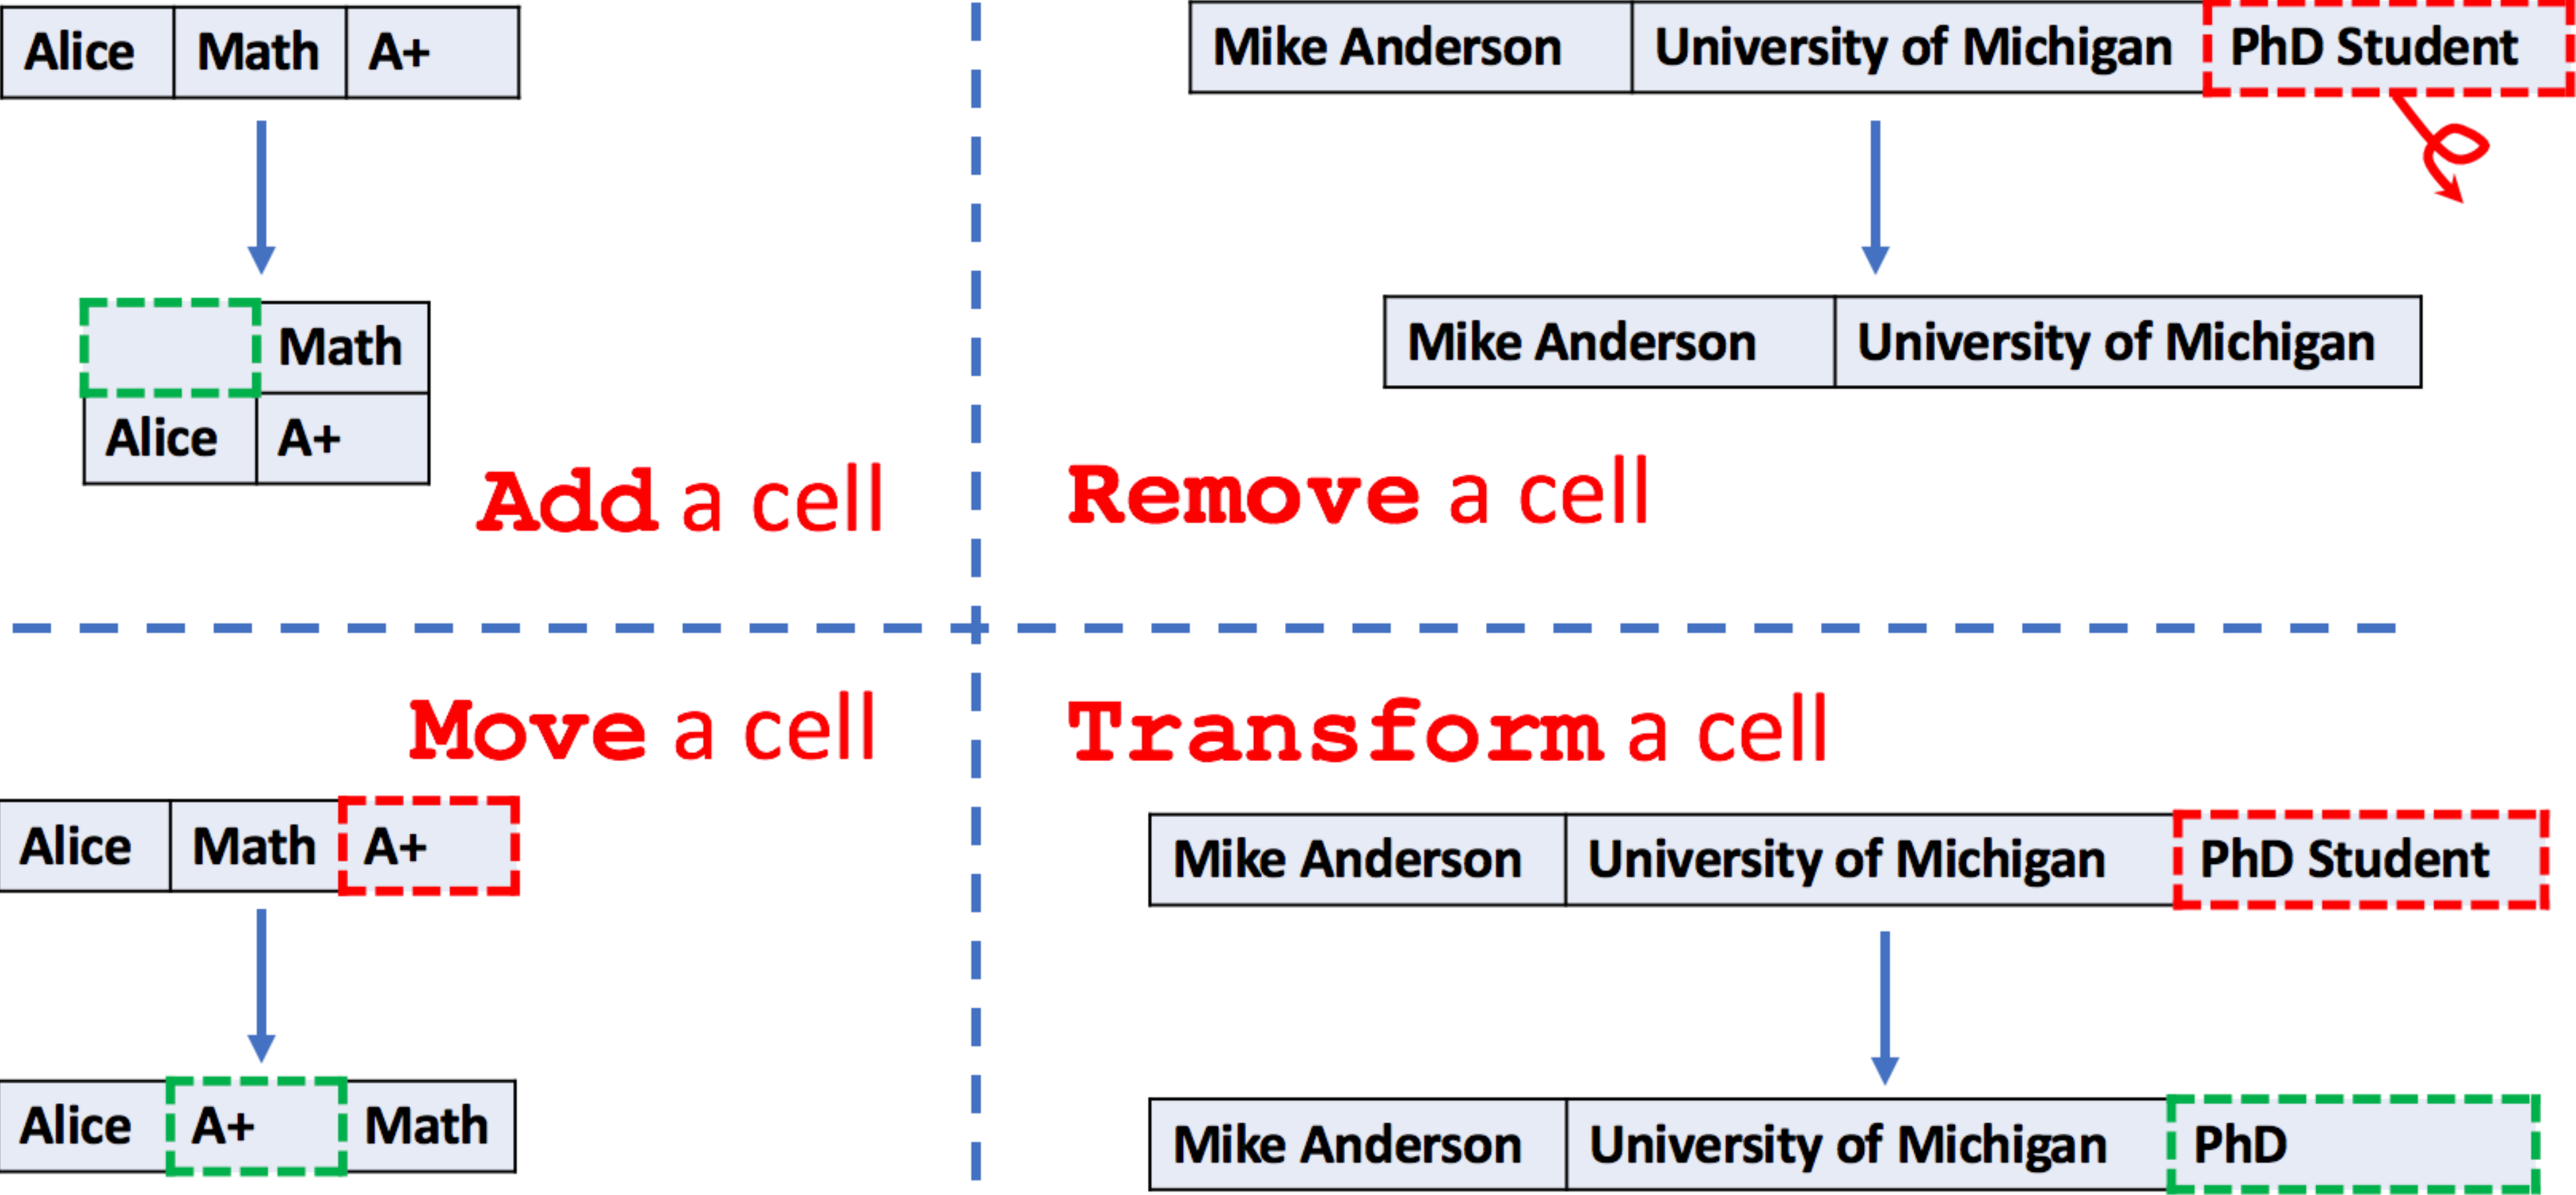 Alice Math A+
Math
Alice A+
Add a cell
Mike Anderson University of Michigan PhD Student
Mike Anderson University of Michigan
Remove a cell
Move a cell
Alice Math A+
Alice A+ Math
Transform a cell
Mike Anderson University of Michigan PhD Student
Mike Anderson University of Michigan PhD